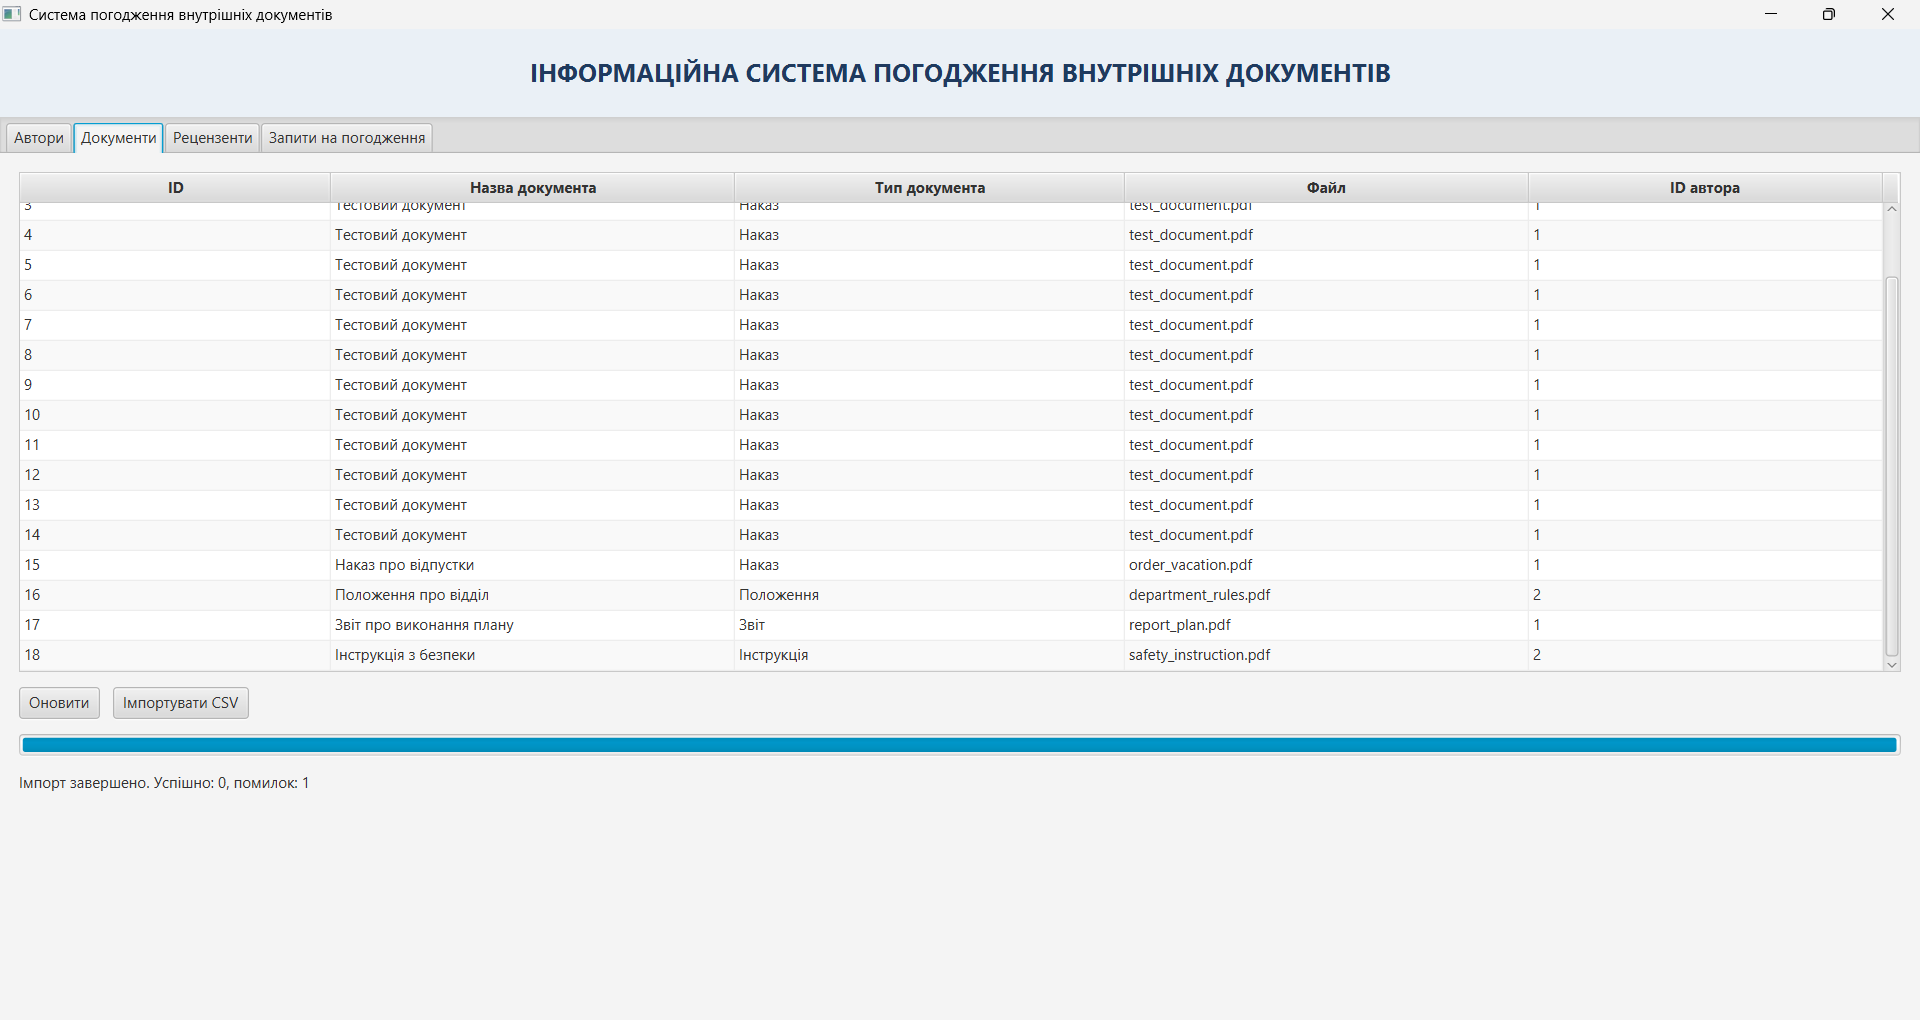 Система погодження внутрішніх документів
ІНФОРМАЦІЙНА СИСТЕМА ПОГОДЖЕННЯ ВНУТРІШНІХ ДОКУМЕНТІВ
Автори Документи Рецензенти Запити на погодження
ID Назва документа Тип документа Файл ID автора
3 Тестовий документ Наказ test_document.pdf 1
4 Тестовий документ Наказ test_document.pdf 1
5 Тестовий документ Наказ test_document.pdf 1
6 Тестовий документ Наказ test_document.pdf 1
7 Тестовий документ Наказ test_document.pdf 1
8 Тестовий документ Наказ test_document.pdf 1
9 Тестовий документ Наказ test_document.pdf 1
10 Тестовий документ Наказ test_document.pdf 1
11 Тестовий документ Наказ test_document.pdf 1
12 Тестовий документ Наказ test_document.pdf 1
13 Тестовий документ Наказ test_document.pdf 1
14 Тестовий документ Наказ test_document.pdf 1
15 Наказ про відпустки Наказ order_vacation.pdf 1
16 Положення про відділ Положення department_rules.pdf 2
17 Звіт про виконання плану Звіт report_plan.pdf 1
18 Інструкція з безпеки Інструкція safety_instruction.pdf 2
Оновити Імпортувати CSV
Імпорт завершено. Успішно: 0, помилок: 1